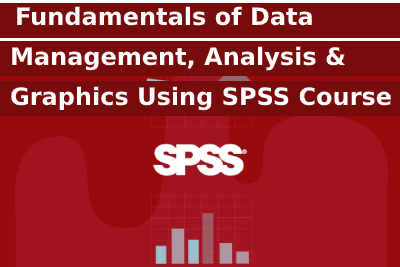 Fundamentals of Data
Management, Analysis &
Graphics Using SPSS Course
SPSS®